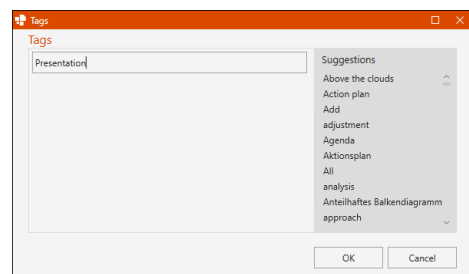 Tags
Tags
Presentation
Suggestions
Above the clouds
Action plan
Add
adjustment
Agenda
Aktionsplan
All
analysis
Anteilhaftes Balkendiagramm
approach
OK
Cancel